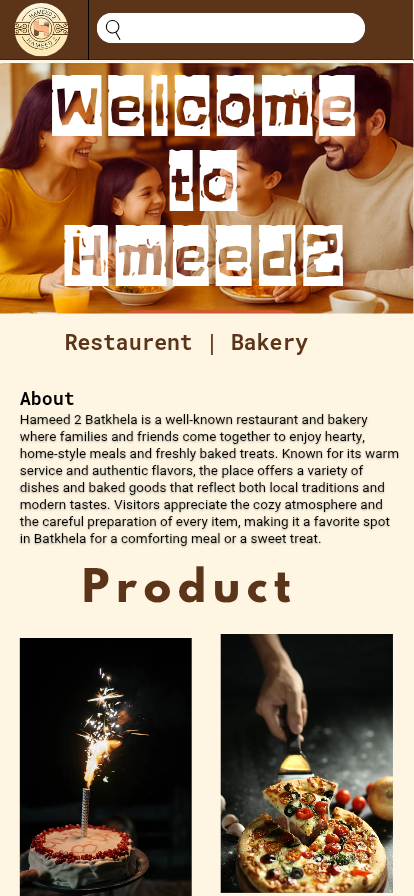 HAMEED 2
HAMEED 2
Welcome
to
Hmeed2
Restaurent | Bakery
About
Hameed 2 Batkhela is a well-known restaurant and bakery
where families and friends come together to enjoy hearty,
home-style meals and freshly baked treats. Known for its warm
service and authentic flavors, the place offers a variety of
dishes and baked goods that reflect both local traditions and
modern tastes. Visitors appreciate the cozy atmosphere and
the careful preparation of every item, making it a favorite spot
in Batkhela for a comforting meal or a sweet treat.
Product